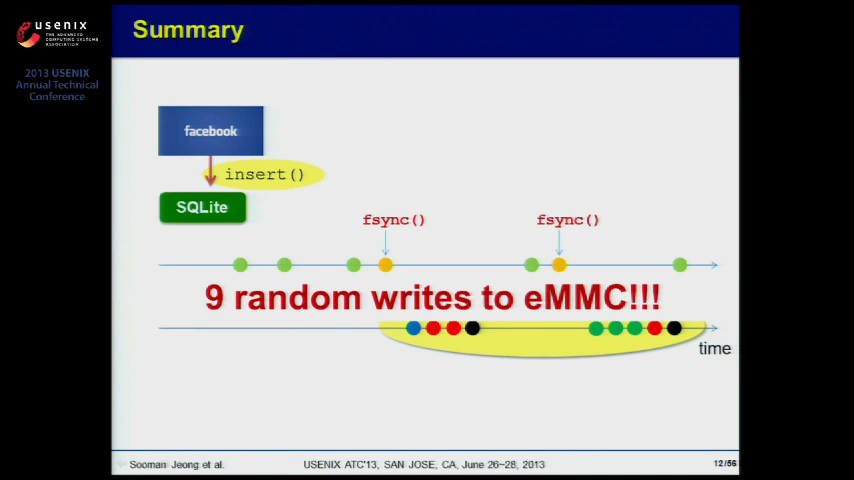 usenix
THE ADVANCED
COMPUTING SYSTEMS
ASSOCIATION
2013 USENIX
Annual Technical
Conference
Summary
facebook
insert()
SQLite
fsync()
fsync()
9 random writes to eMMC!!!
time
Sooman Jeong et al.
USENIX ATC'13, SAN JOSE, CA, June 26~28, 2013
12/56